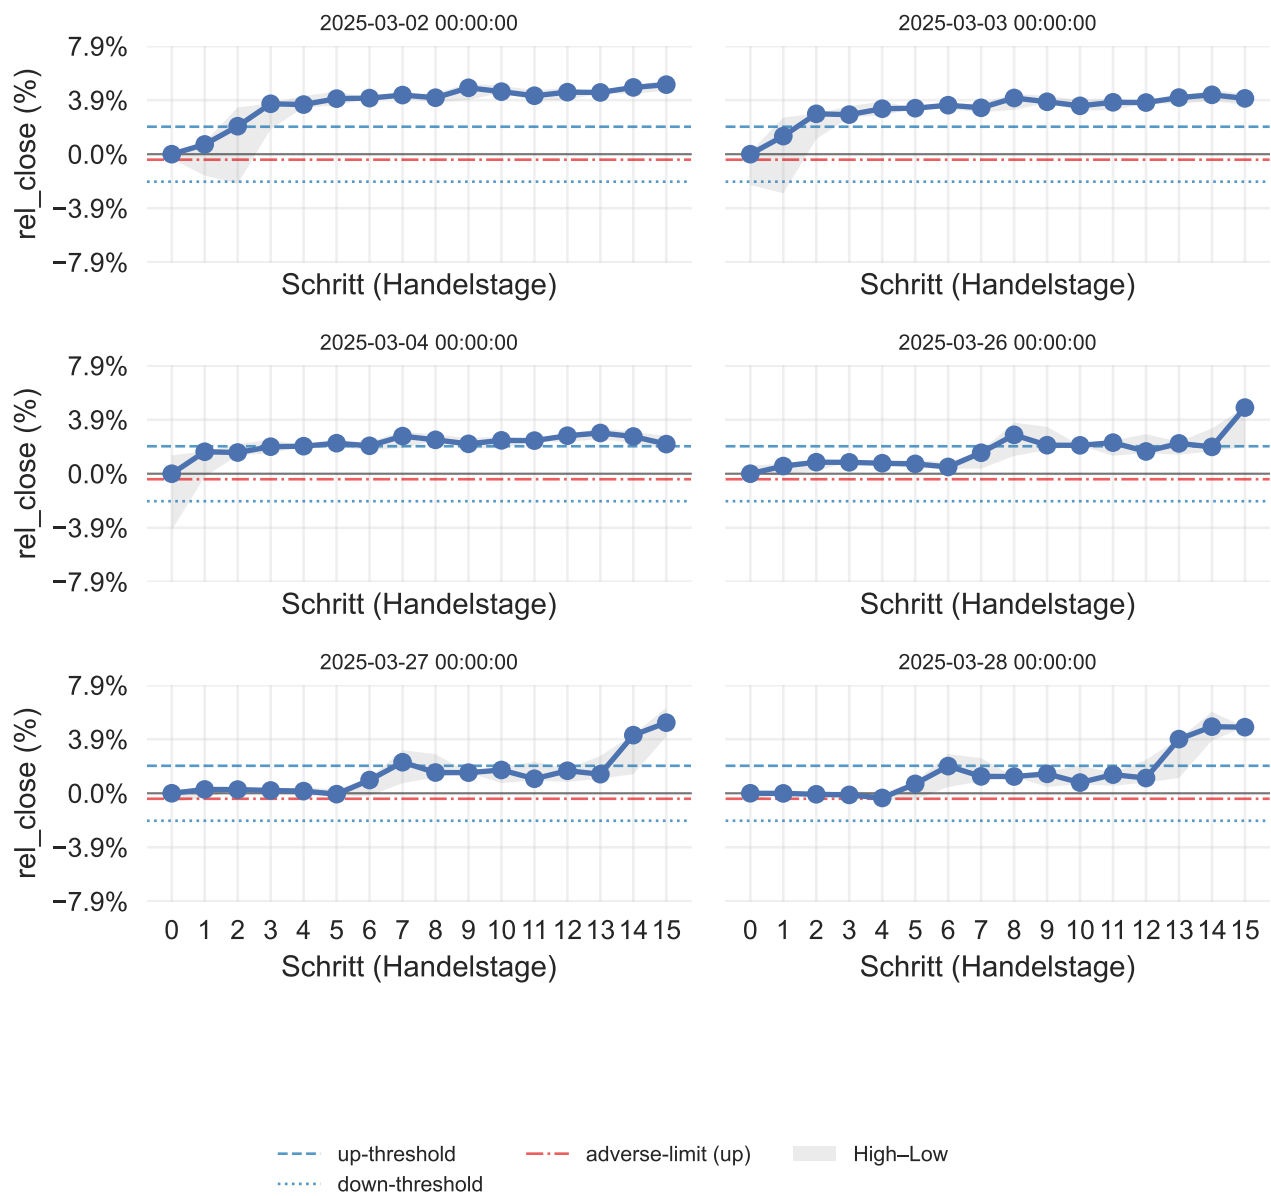 2025-03-02 00:00:00
2025-03-03 00:00:00
7.9%
3.9%
0.0%
−3.9%
−7.9%
rel_close (%)
Schritt (Handelstage)
Schritt (Handelstage)
2025-03-04 00:00:00
2025-03-26 00:00:00
7.9%
3.9%
0.0%
−3.9%
−7.9%
rel_close (%)
Schritt (Handelstage)
Schritt (Handelstage)
2025-03-27 00:00:00
2025-03-28 00:00:00
7.9%
3.9%
0.0%
−3.9%
−7.9%
rel_close (%)
0 1 2 3 4 5 6 7 8 9 10 11 12 13 14 15
0 1 2 3 4 5 6 7 8 9 10 11 12 13 14 15
Schritt (Handelstage)
Schritt (Handelstage)
up-threshold
adverse-limit (up)
High–Low
down-threshold